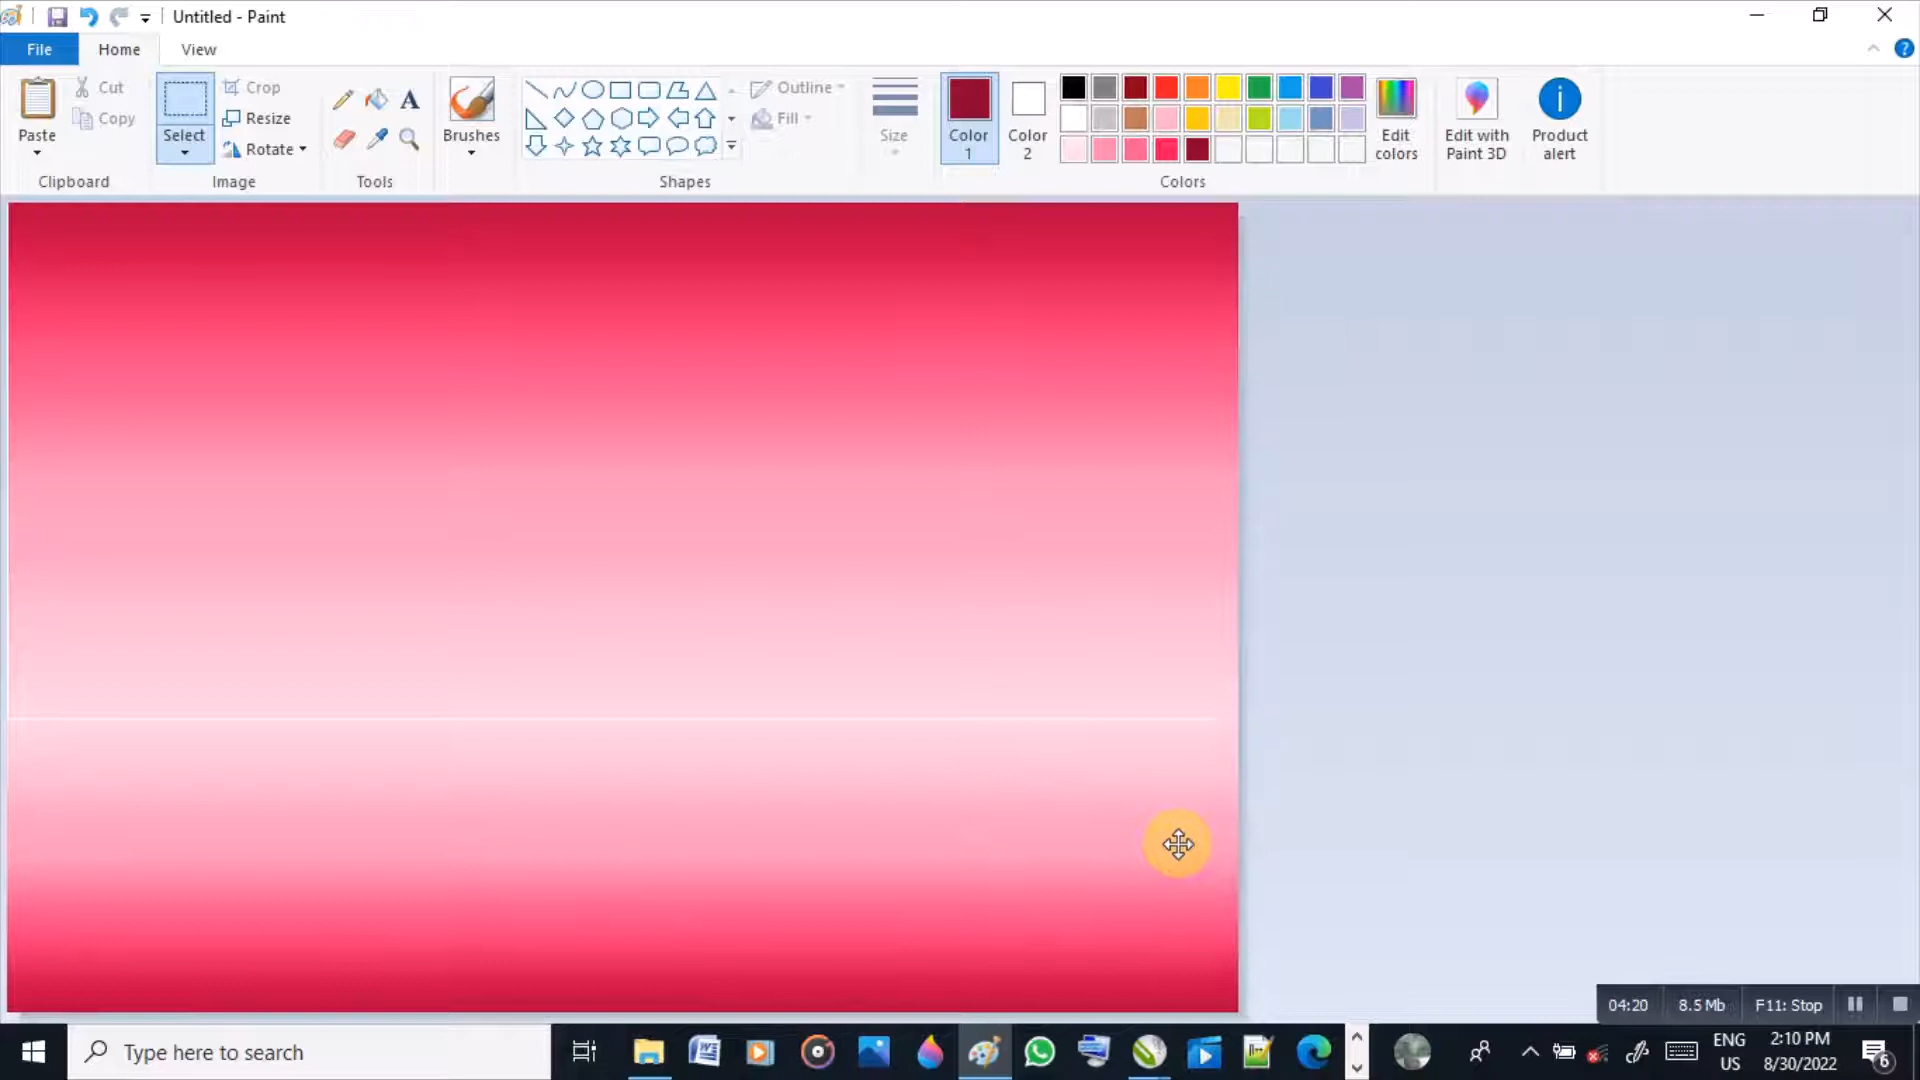 Untitled - Paint
File Home View
Paste
Cut
Copy
Clipboard
Select
Crop
Resize
Rotate
Image
Tools
Brushes
Shapes
Outline
Fill
Size
Color 1
Color 2
Colors
Edit colors
Edit with Paint 3D
Product alert
04:20 8.5 Mb F11: Stop
Type here to search
ENG US
2:10 PM
8/30/2022
6